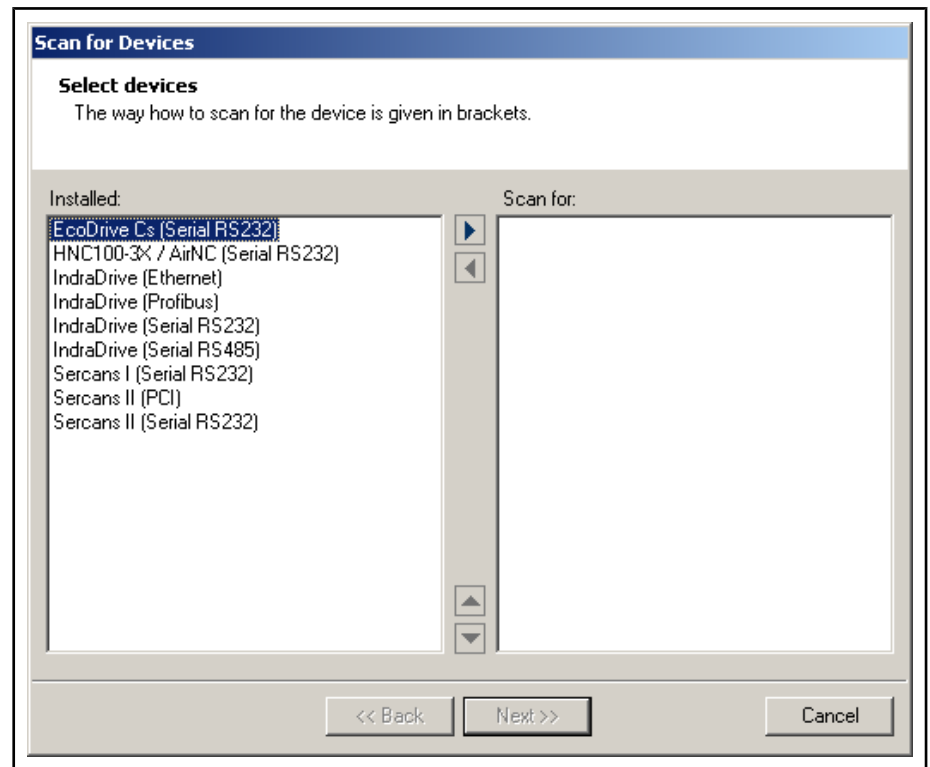 Scan for Devices
Select devices
The way how to scan for the device is given in brackets.
Installed:
Scan for:
EcoDrive Cs (Serial RS232)
HNC100-3X / AirNC (Serial RS232)
IndraDrive (Ethernet)
IndraDrive (Profibus)
IndraDrive (Serial RS232)
IndraDrive (Serial RS485)
Sercans I (Serial RS232)
Sercans II (PCI)
Sercans II (Serial RS232)
<< Back
Next >>
Cancel